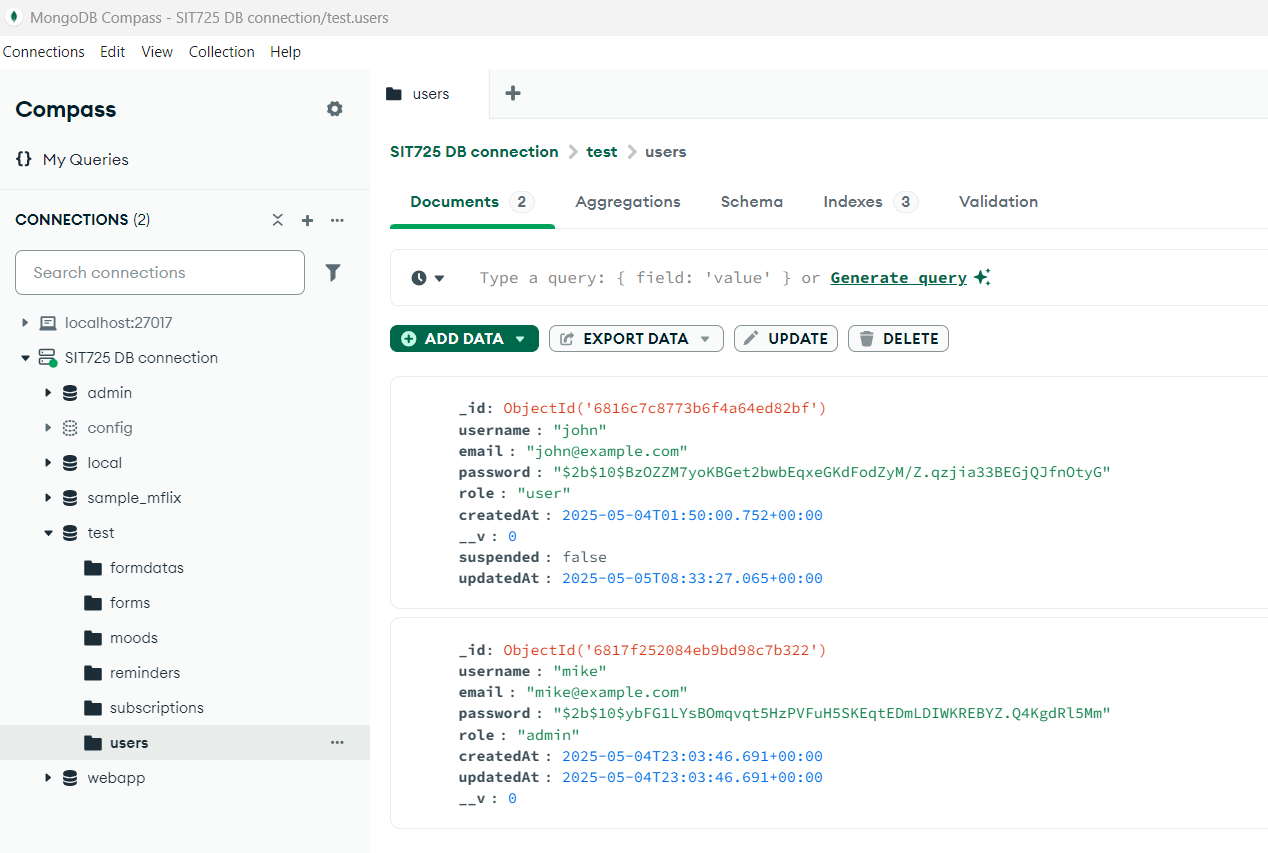 MongoDB Compass - SIT725 DB connection/test.users
Connections Edit View Collection Help
Compass
{} My Queries
CONNECTIONS (2)
Search connections
localhost:27017
SIT725 DB connection
admin
config
local
sample_mflix
test
formdatas
forms
moods
reminders
subscriptions
users
webapp
users
SIT725 DB connection > test > users
Documents 2 Aggregations Schema Indexes 3 Validation
Type a query: { field: 'value' } or Generate query
ADD DATA EXPORT DATA UPDATE DELETE
_id: ObjectId('6816c7c8773b6f4a64ed82bf')
username : "john"
email : "john@example.com"
password : "$2b$10$BzOZZM7yoKBGet2bwbEqxeGKdFodZyM/Z.qzjia33BEGjQJfnOtyG"
role : "user"
createdAt : 2025-05-04T01:50:00.752+00:00
__v : 0
suspended : false
updatedAt : 2025-05-05T08:33:27.065+00:00
_id: ObjectId('6817f252084eb9bd98c7b322')
username : "mike"
email : "mike@example.com"
password : "$2b$10$ybFG1LYsBOmqvqt5HzPVFuH5SKEqtEDmLDIWKREBYZ.Q4KgdRl5Mm"
role : "admin"
createdAt : 2025-05-04T23:03:46.691+00:00
updatedAt : 2025-05-04T23:03:46.691+00:00
__v : 0